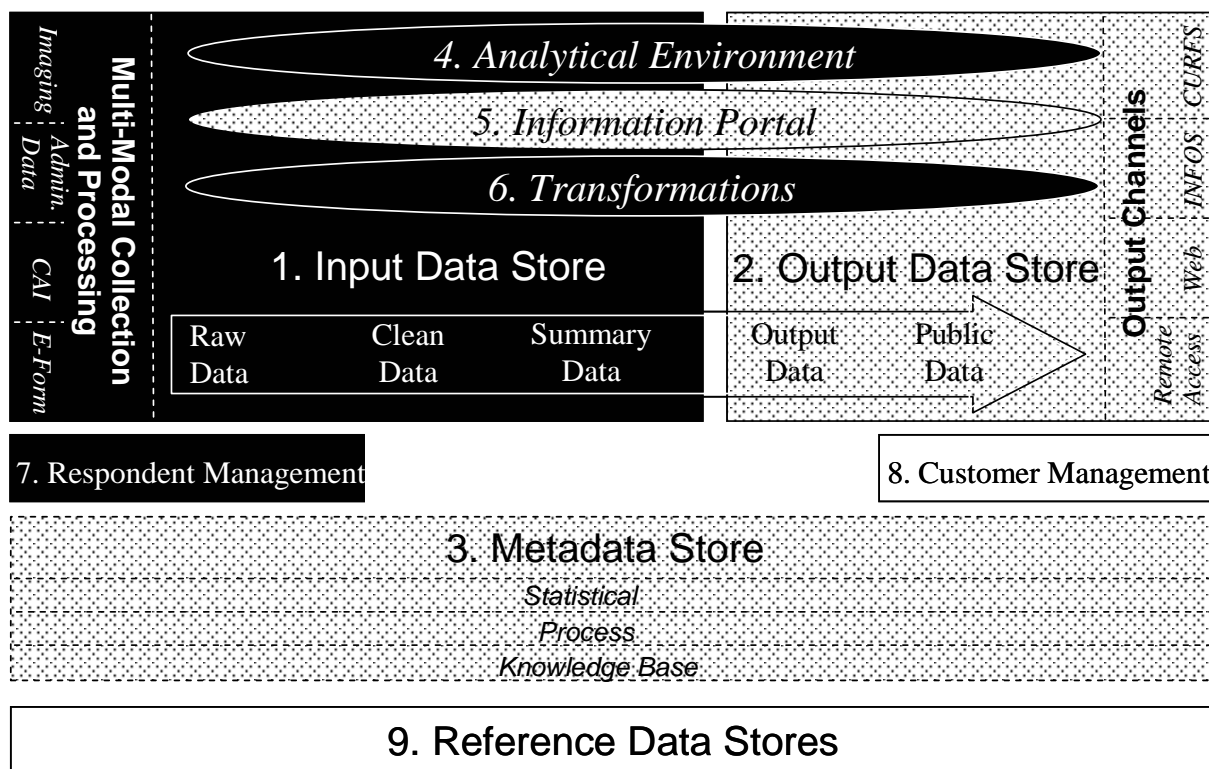 Multi-Modal Collection
and Processing
Imaging
Admin.
Data
CAI
E-Form
4. Analytical Environment
5. Information Portal
6. Transformations
1. Input Data Store
2. Output Data Store
Raw
Data
Clean
Data
Summary
Data
Output
Data
Public
Data
Output Channels
CURFS
INFOS
Web
Remote
Access
7. Respondent Management
8. Customer Management
3. Metadata Store
Statistical
Process
Knowledge Base
9. Reference Data Stores